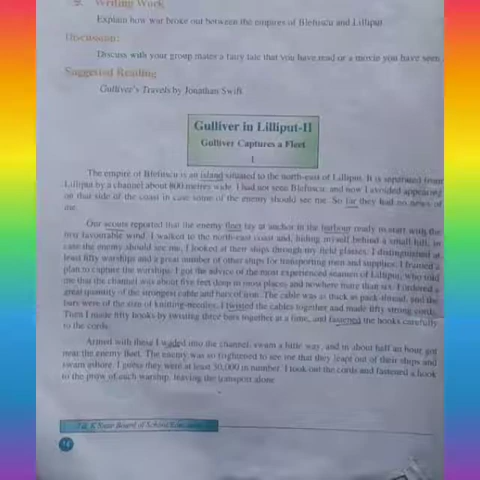 2. Writing Work
Explain how war broke out between the empires of Blefuscu and Lilliput.
Discussion:
Discuss with your group mates a fairy tale that you have read or a movie you have seen.
Suggested Reading
Gulliver's Travels by Jonathan Swift
Gulliver in Lilliput-II
Gulliver Captures a Fleet
I
The empire of Blefuscu is an island situated to the north-east of Lilliput. It is separated from
Lilliput by a channel about 800 metres wide. I had not seen Blefuscu; and now I avoided appearing
on that side of the coast in case some of the enemy should see me. So far they had no news of
me.
Our scouts reported that the enemy fleet lay at anchor in the harbour ready to start with the
first favourable wind. I walked to the north-east coast and, hiding myself behind a small hill, in
case the enemy should see me, I looked at their ships through my field glasses. I distinguished at
least fifty warships and a great number of other ships for transporting men and supplies. I framed a
plan to capture the warships. I got the advice of the most experienced seamen of Lilliput, who told
me that the channel was about five feet deep in most places and nowhere more than six. I ordered a
great quantity of the strongest cable and bars of iron. The cable was as thick as pack-thread, and the
bars were of the size of knitting-needles. I twisted the cables together and made fifty strong cords.
Then I made fifty hooks by twisting three bars together at a time, and fastened the hooks carefully
to the cords.
Armed with these I waded into the channel, swam a little way, and in about half an hour got
near the enemy fleet. The enemy was so frightened to see me that they leapt out of their ships and
swam ashore. I guess they were at least 30,000 in number. I took out the cords and fastened a hook
to the prow of each warship, leaving the transport alone.
J & K State Board of School Education